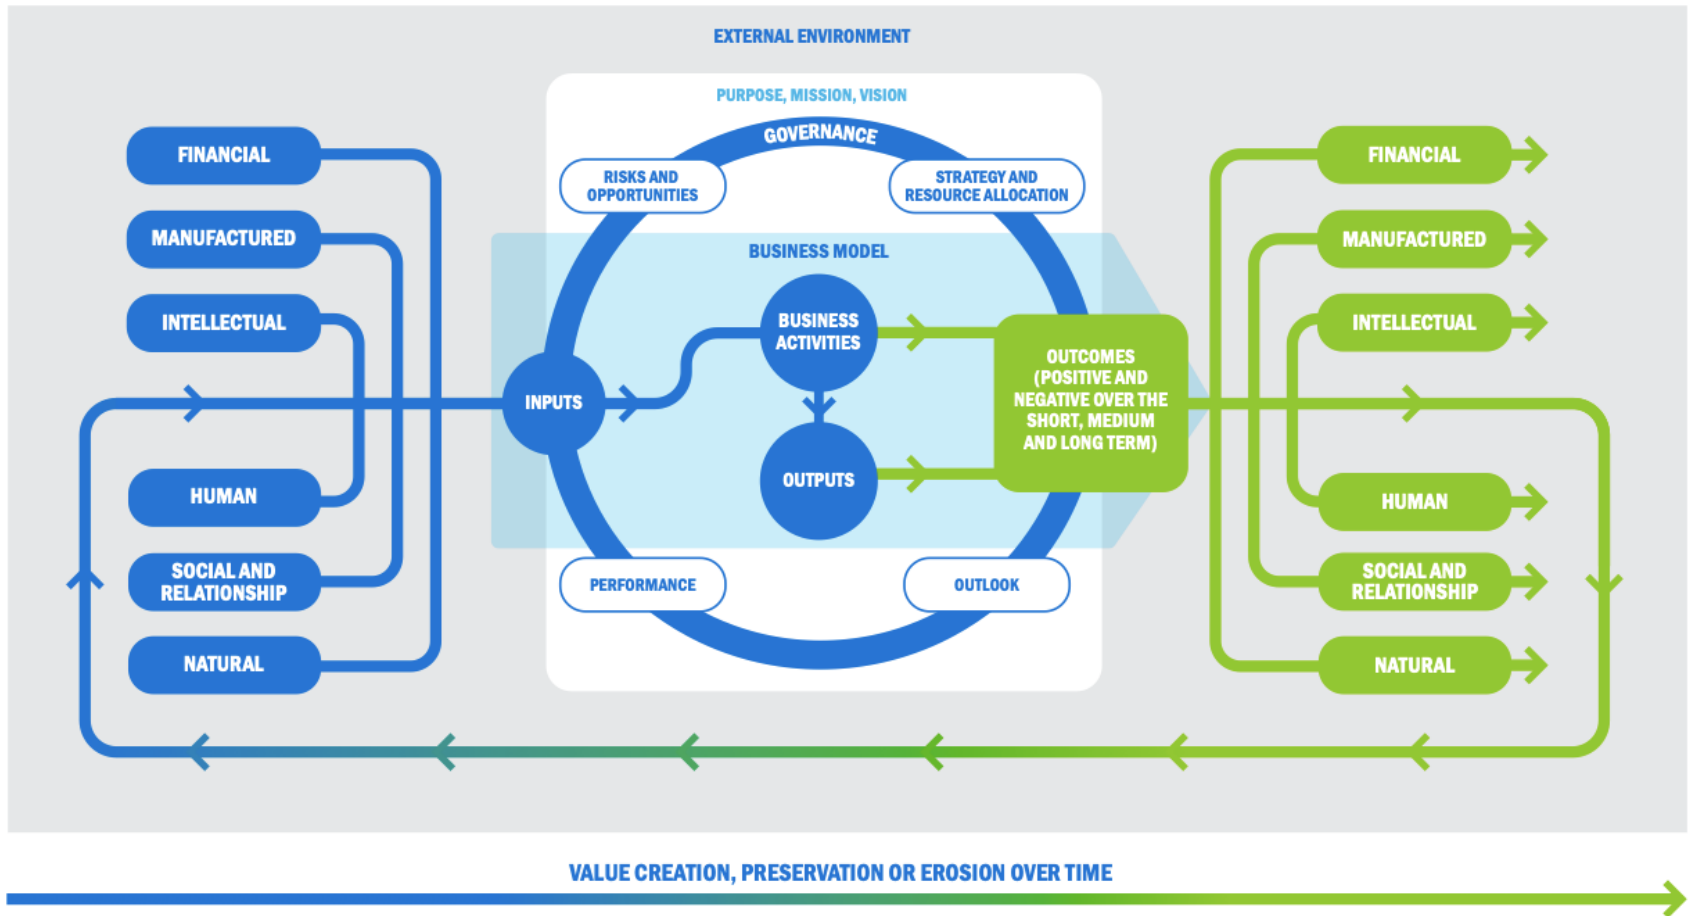 EXTERNAL ENVIRONMENT
PURPOSE, MISSION, VISION
GOVERNANCE
FINANCIAL
MANUFACTURED
INTELLECTUAL
HUMAN
SOCIAL AND
RELATIONSHIP
NATURAL
RISKS AND
OPPORTUNITIES
STRATEGY AND
RESOURCE ALLOCATION
BUSINESS MODEL
INPUTS
BUSINESS
ACTIVITIES
OUTPUTS
OUTCOMES
(POSITIVE AND
NEGATIVE OVER THE
SHORT, MEDIUM
AND LONG TERM)
PERFORMANCE
OUTLOOK
FINANCIAL
MANUFACTURED
INTELLECTUAL
HUMAN
SOCIAL AND
RELATIONSHIP
NATURAL
VALUE CREATION, PRESERVATION OR EROSION OVER TIME